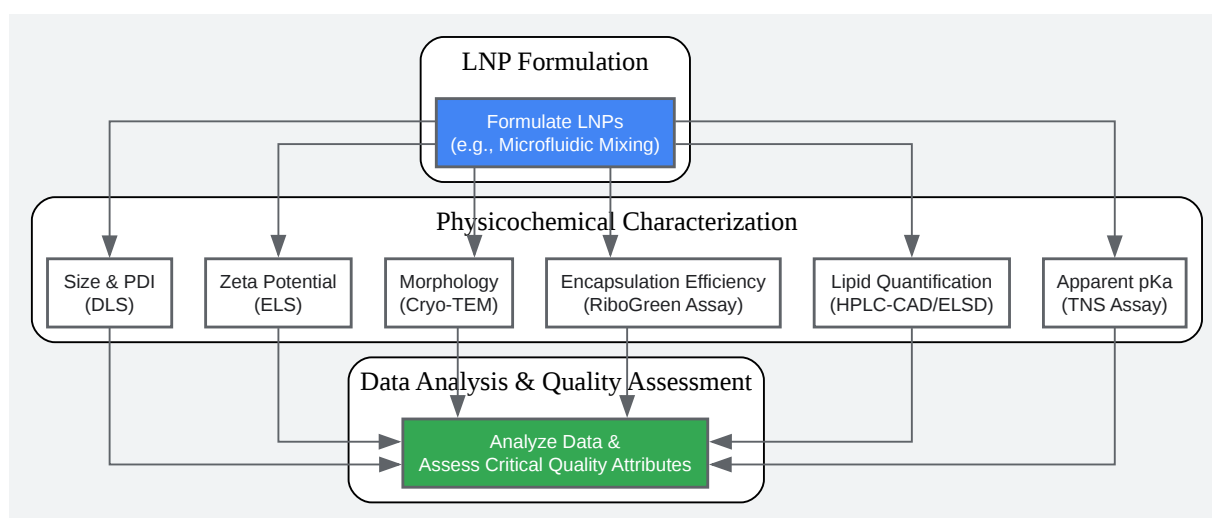 LNP Formulation
Formulate LNPs
(e.g., Microfluidic Mixing)
Physicochemical Characterization
Size & PDI
(DLS)
Zeta Potential
(ELS)
Morphology
(Cryo-TEM)
Encapsulation Efficiency
(RiboGreen Assay)
Lipid Quantification
(HPLC-CAD/ELSD)
Apparent pKa
(TNS Assay)
Data Analysis & Quality Assessment
Analyze Data &
Assess Critical Quality Attributes